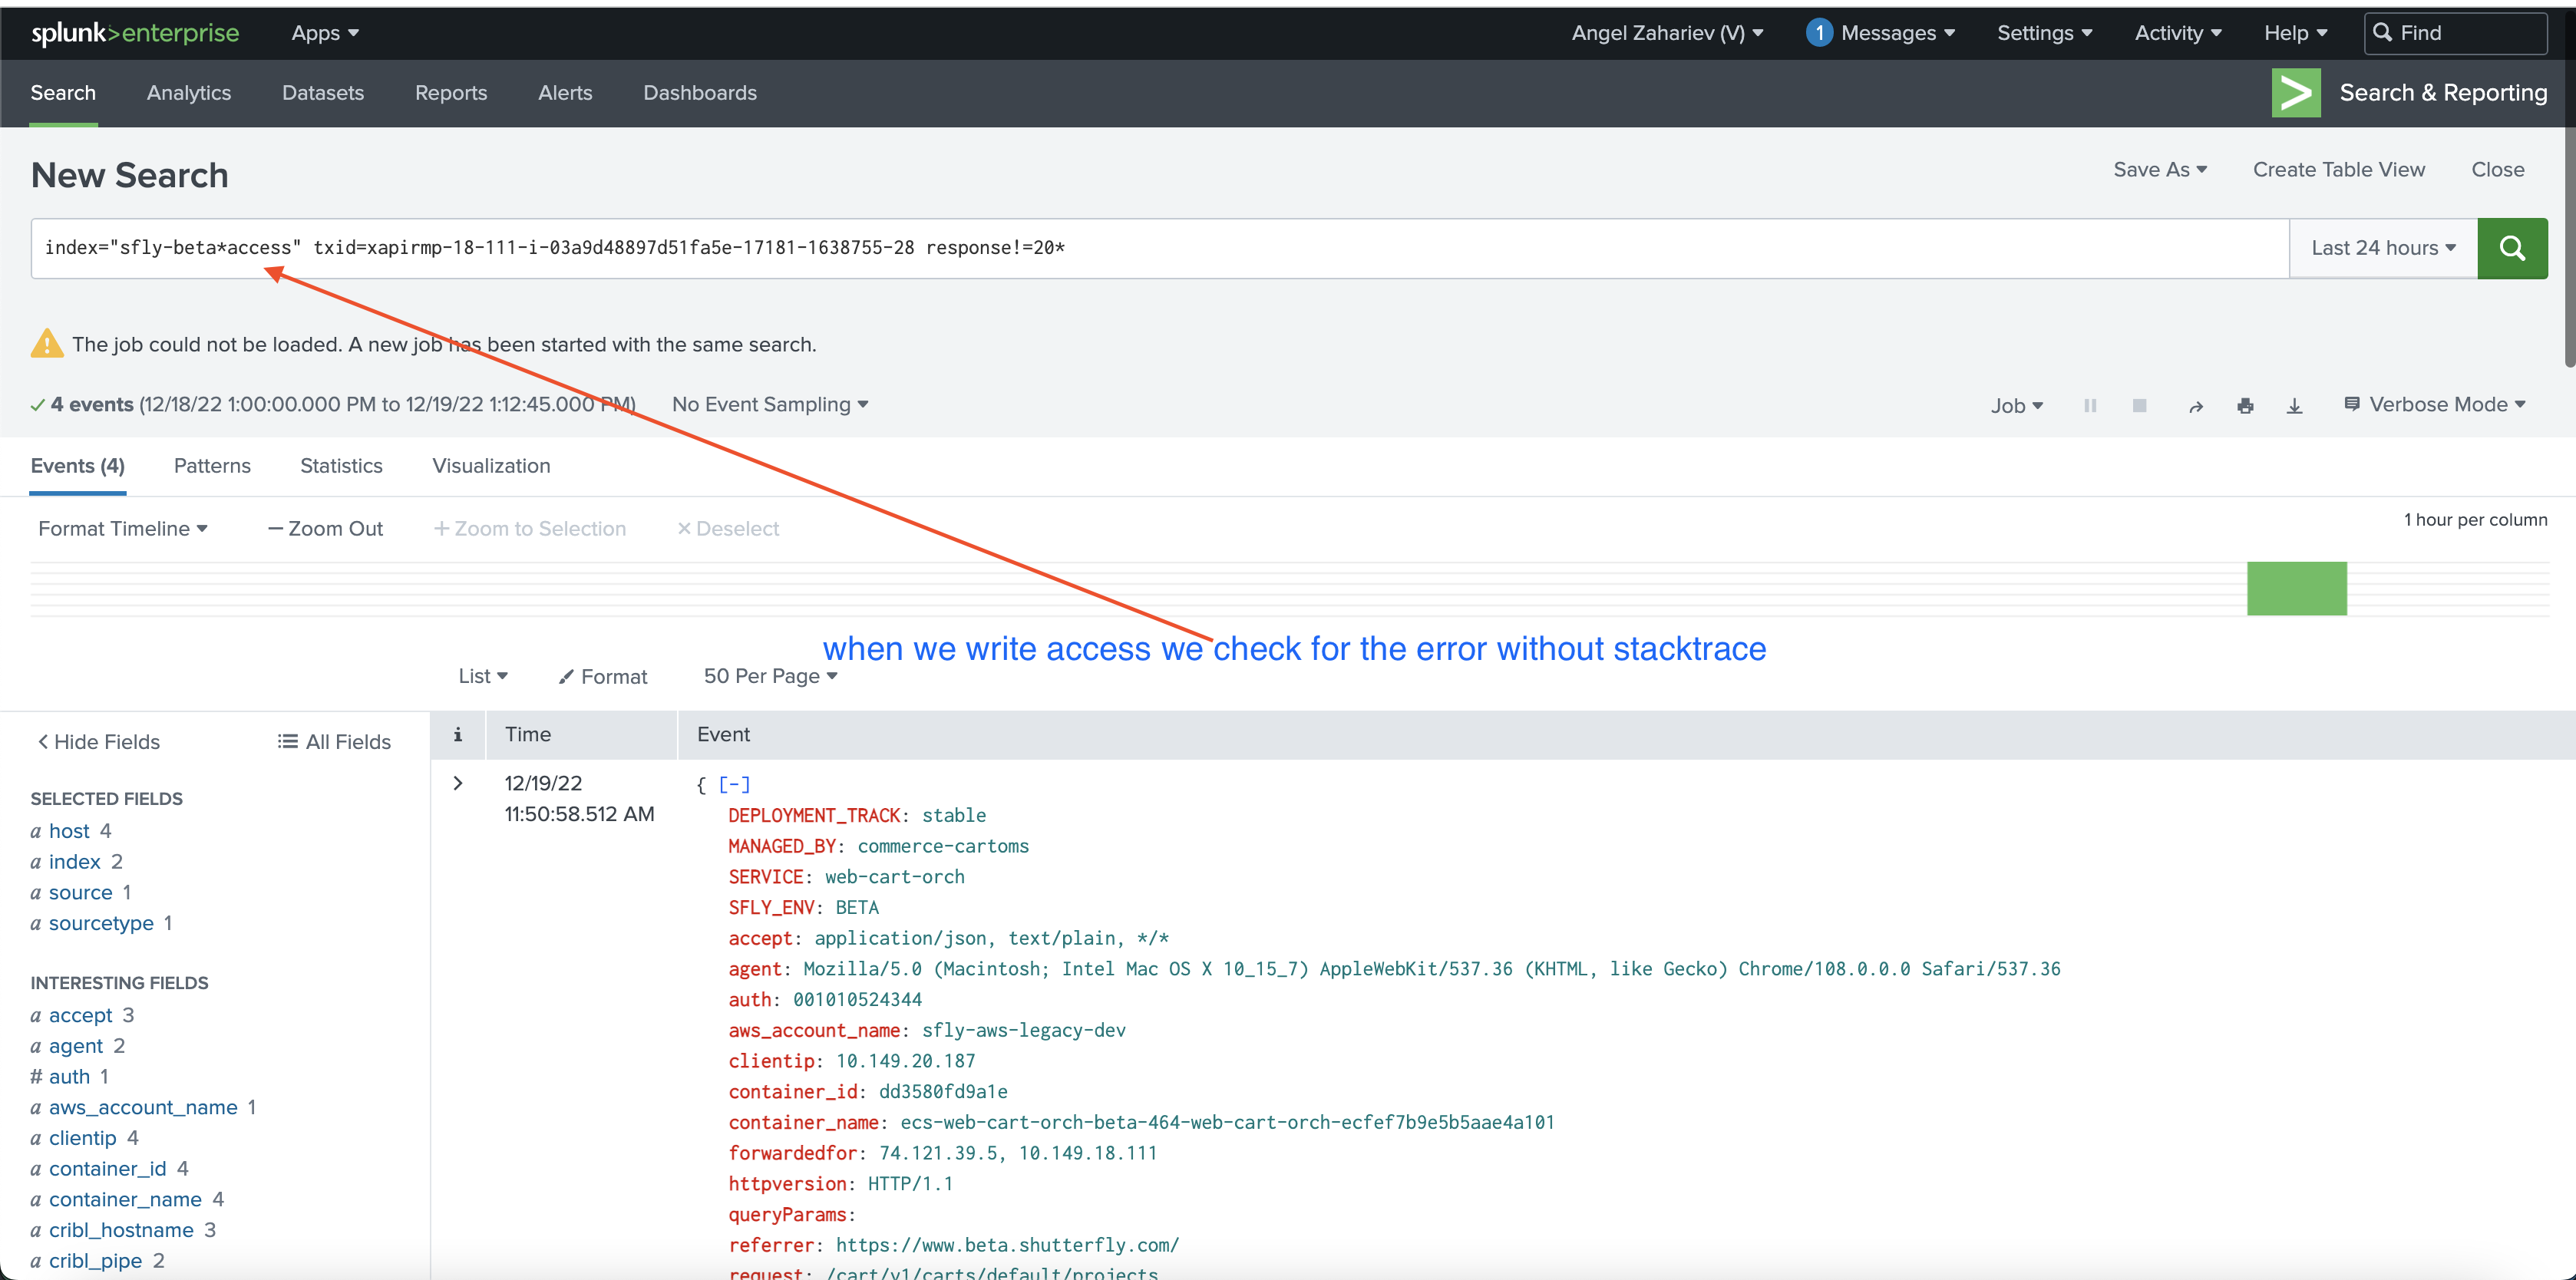 splunk>enterprise Apps Angel Zahariev (V) 1 Messages Settings Activity Help Find
Search Analytics Datasets Reports Alerts Dashboards Search & Reporting
New Search Save As Create Table View Close
index="sfly-beta*access" txid=xapirmp-18-111-i-03a9d48897d51fa5e-17181-1638755-28 response!=20* Last 24 hours
The job could not be loaded. A new job has been started with the same search.
4 events (12/18/22 1:00:00.000 PM to 12/19/22 1:12:45.000 PM) No Event Sampling Job Verbose Mode
Events (4) Patterns Statistics Visualization
Format Timeline — Zoom Out + Zoom to Selection × Deselect 1 hour per column
when we write access we check for the error without stacktrace
List Format 50 Per Page
< Hide Fields All Fields i Time Event
SELECTED FIELDS
a host 4
a index 2
a source 1
a sourcetype 1
INTERESTING FIELDS
a accept 3
a agent 2
# auth 1
a aws_account_name 1
a clientip 4
a container_id 4
a container_name 4
a cribl_hostname 3
a cribl_pipe 2
> 12/19/22
11:50:58.512 AM
{ [-]
DEPLOYMENT_TRACK: stable
MANAGED_BY: commerce-cartoms
SERVICE: web-cart-orch
SFLY_ENV: BETA
accept: application/json, text/plain, */*
agent: Mozilla/5.0 (Macintosh; Intel Mac OS X 10_15_7) AppleWebKit/537.36 (KHTML, like Gecko) Chrome/108.0.0.0 Safari/537.36
auth: 001010524344
aws_account_name: sfly-aws-legacy-dev
clientip: 10.149.20.187
container_id: dd3580fd9a1e
container_name: ecs-web-cart-orch-beta-464-web-cart-orch-ecfef7b9e5b5aae4a101
forwardedfor: 74.121.39.5, 10.149.18.111
httpversion: HTTP/1.1
queryParams:
referrer: https://www.beta.shutterfly.com/
request: /cart/v1/carts/default/projects